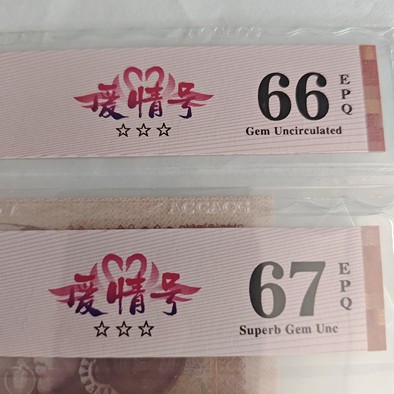 爱情号
☆☆☆
66
EPQ
Gem Uncirculated
爱情号
☆☆☆
67
EPQ
Superb Gem Unc